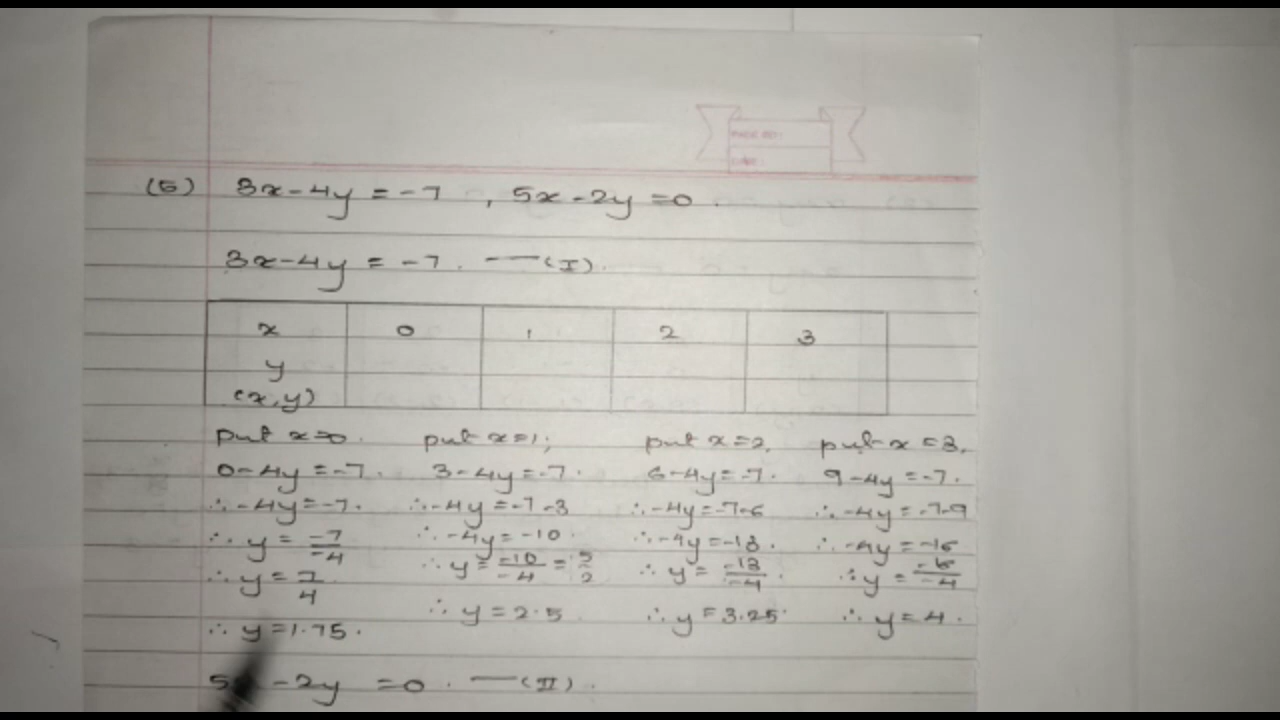 (5) 3x-4y = -7 , 5x-2y =0 .
3x-4y = -7 . —(I).
x 0 1 2 3
y
(x,y)
put x=0. put x=1; put x=2, put x =3,
0-4y=-7. 3-4y=-7. 6-4y=-7. 9-4y=-7.
∴-4y=-7. ∴-4y=-7-3 ∴-4y=-7-6 ∴-4y=-7-9
∴ y = -7/-4 ∴-4y=-10. ∴-4y=-13. ∴-4y=-16
∴ y = 7/4 ∴ y= -10/-4 = 5/2 ∴ y= -13/-4. ∴y = -16/-4
∴ y=1.75. ∴ y=2.5 ∴y=3.25 ∴ y=4.
5 -2y =0. —(II).